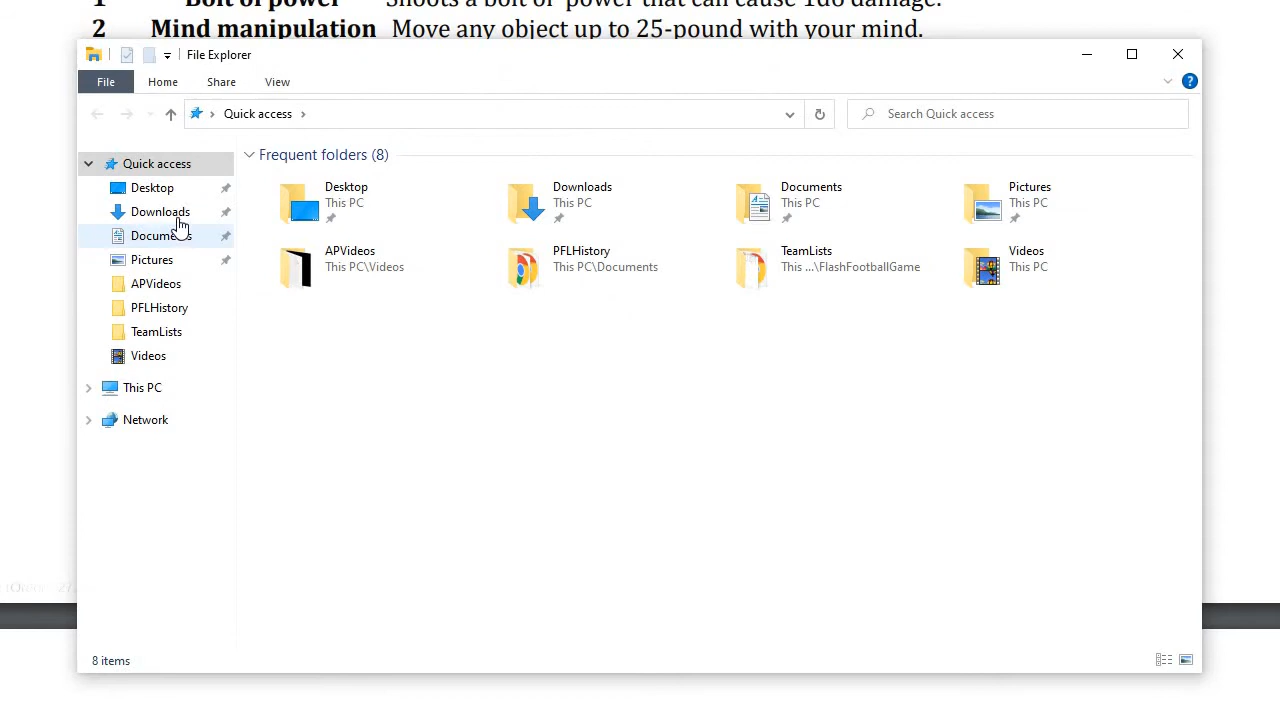 1 Bolt of power Shoots a bolt of power that can cause 1d6 damage.
2 Mind manipulation Move any object up to 25-pound with your mind.
File Explorer
File Home Share View
Quick access
Search Quick access
Quick access
Desktop
Downloads
Documents
Pictures
APVideos
PFLHistory
TeamLists
Videos
This PC
Network
Frequent folders (8)
Desktop
This PC
Downloads
This PC
Documents
This PC
Pictures
This PC
APVideos
This PC\Videos
PFLHistory
This PC\Documents
TeamLists
This ...\FlashFootballGame
Videos
This PC
8 items